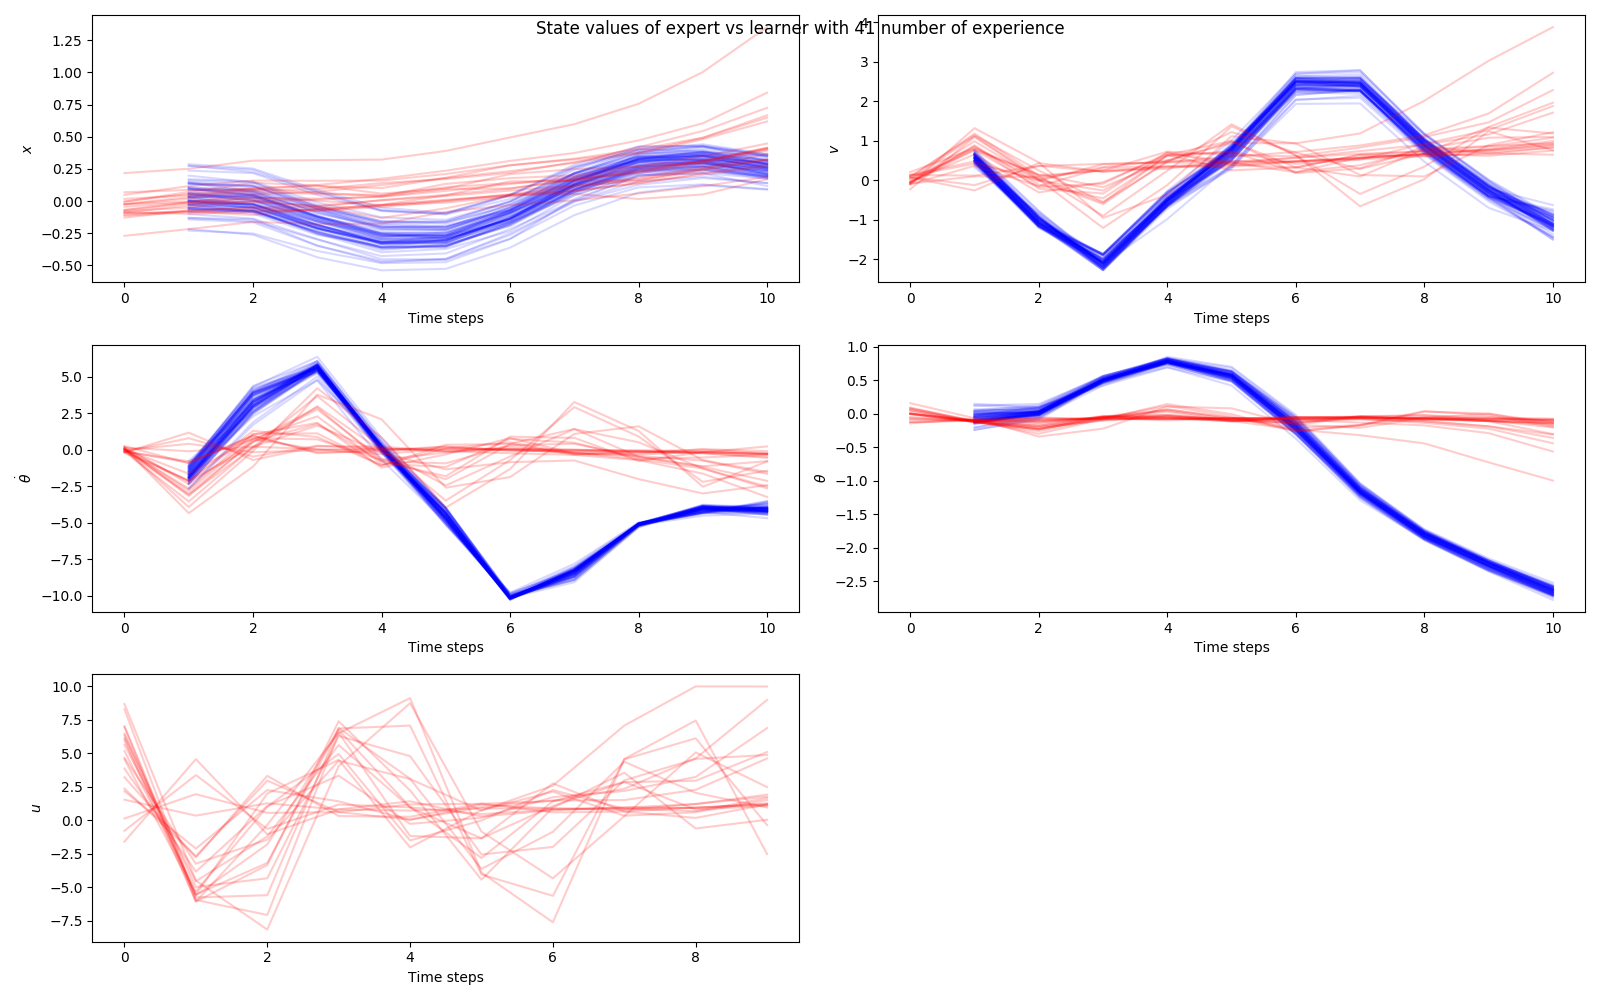 State values of expert vs learner with 41 number of experience
1.25
1.00
0.75
0.50
0.25
0.00
−0.25
−0.50
x
0 2 4 6 8 10
Time steps
4
3
2
1
0
−1
−2
v
0 2 4 6 8 10
Time steps
5.0
2.5
0.0
−2.5
−5.0
−7.5
−10.0
θ̇
0 2 4 6 8 10
Time steps
1.0
0.5
0.0
−0.5
−1.0
−1.5
−2.0
−2.5
θ
0 2 4 6 8 10
Time steps
10.0
7.5
5.0
2.5
0.0
−2.5
−5.0
−7.5
u
0 2 4 6 8
Time steps